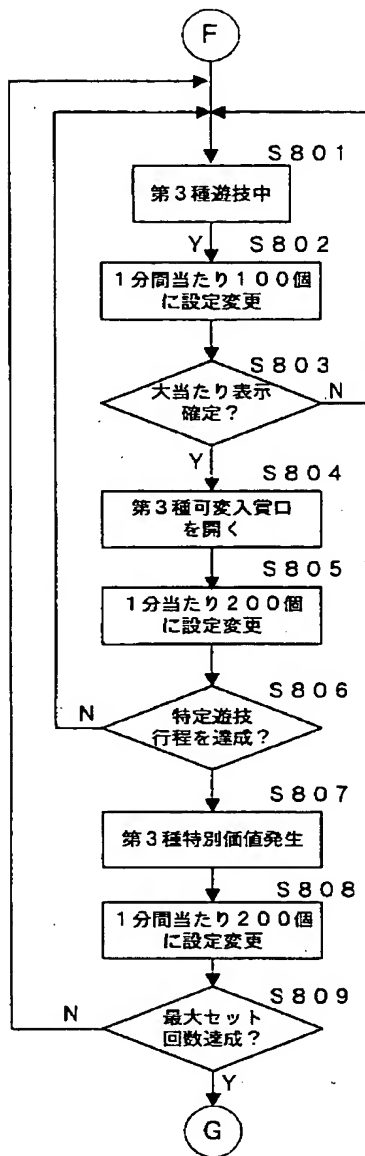 F
S801
第3種遊技中
Y
S802
1分間当たり100個
に設定変更
S803
大当たり表示
確定?
N
Y
S804
第3種可変入賞口
を開く
S805
1分当たり200個
に設定変更
S806
N
特定遊技
行程を達成?
S807
第3種特別価値発生
S808
1分間当たり200個
に設定変更
S809
N
最大セット
回数達成?
Y
G